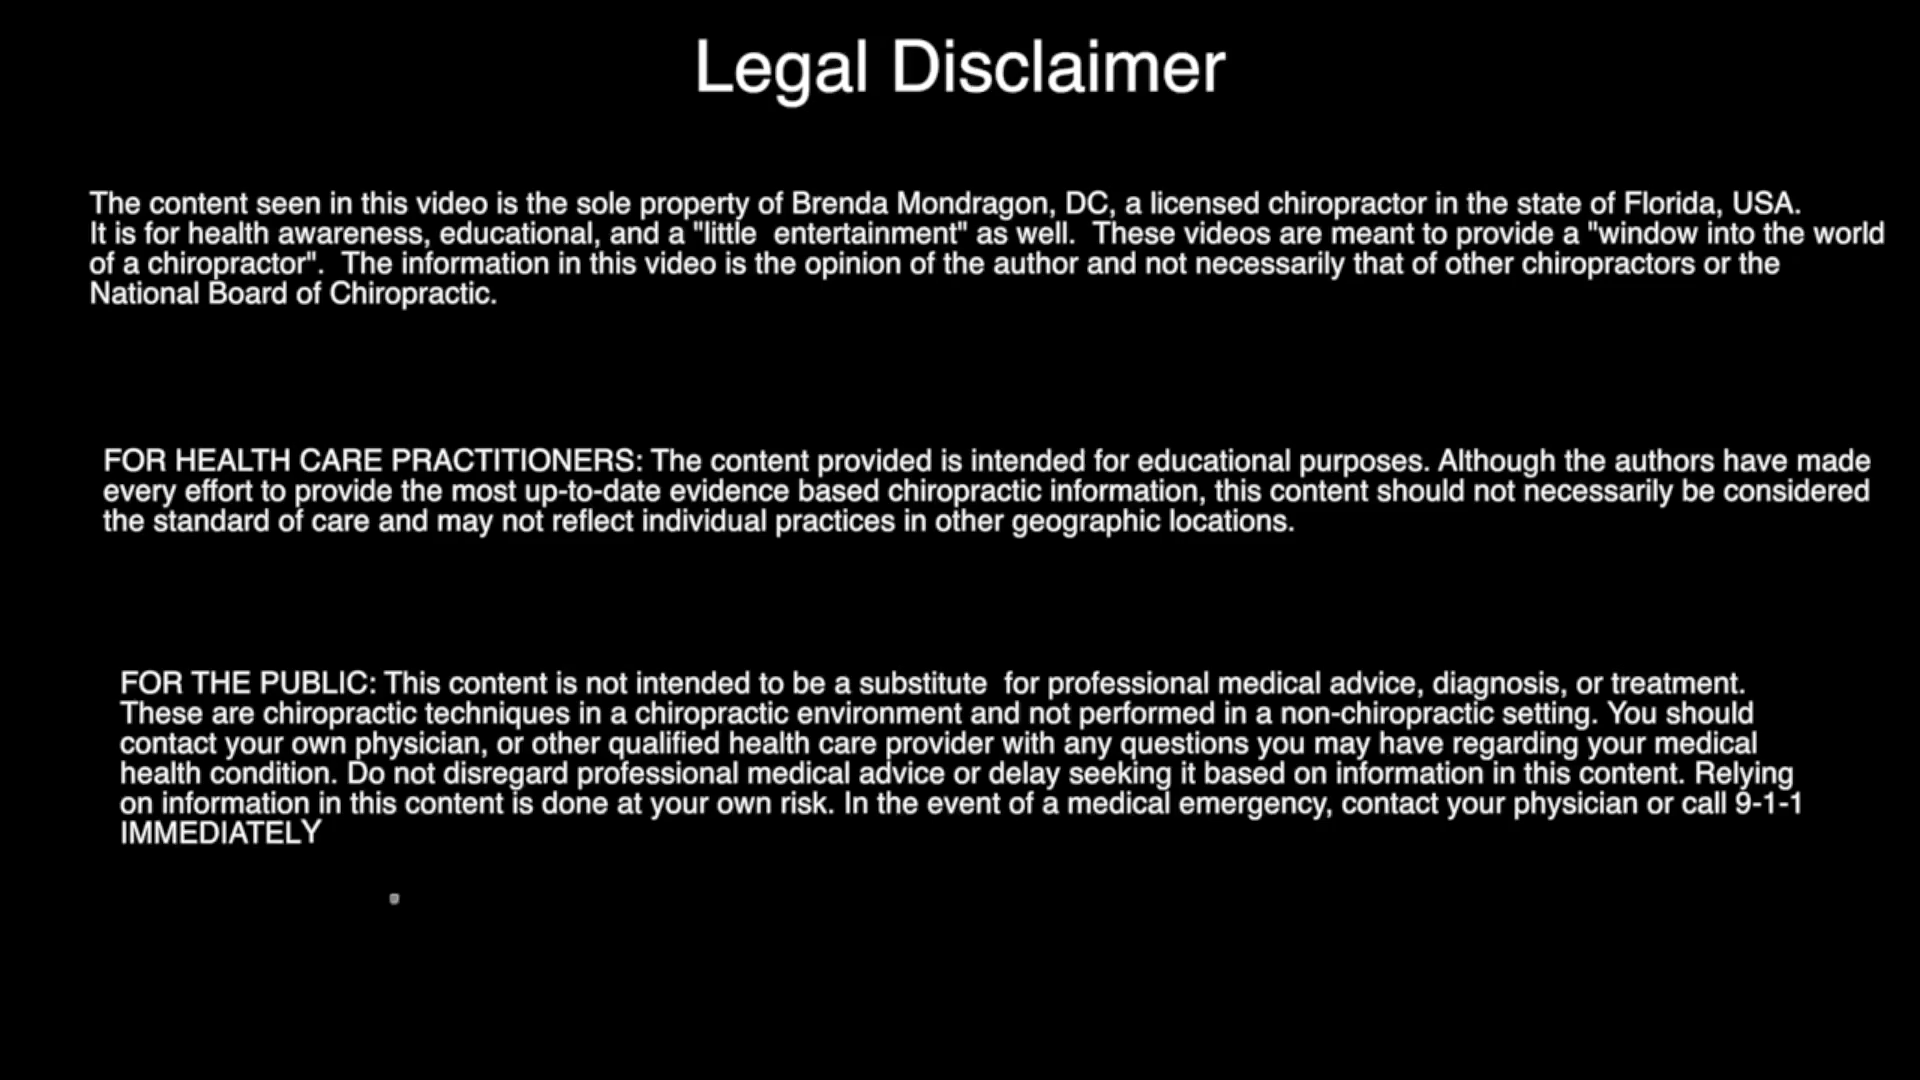 Legal Disclaimer
The content seen in this video is the sole property of Brenda Mondragon, DC, a licensed chiropractor in the state of Florida, USA.
It is for health awareness, educational, and a "little  entertainment" as well.  These videos are meant to provide a "window into the world
of a chiropractor".  The information in this video is the opinion of the author and not necessarily that of other chiropractors or the
National Board of Chiropractic.
FOR HEALTH CARE PRACTITIONERS: The content provided is intended for educational purposes. Although the authors have made
every effort to provide the most up-to-date evidence based chiropractic information, this content should not necessarily be considered
the standard of care and may not reflect individual practices in other geographic locations.
FOR THE PUBLIC: This content is not intended to be a substitute  for professional medical advice, diagnosis, or treatment.
These are chiropractic techniques in a chiropractic environment and not performed in a non-chiropractic setting. You should
contact your own physician, or other qualified health care provider with any questions you may have regarding your medical
health condition. Do not disregard professional medical advice or delay seeking it based on information in this content. Relying
on information in this content is done at your own risk. In the event of a medical emergency, contact your physician or call 9-1-1
IMMEDIATELY
.